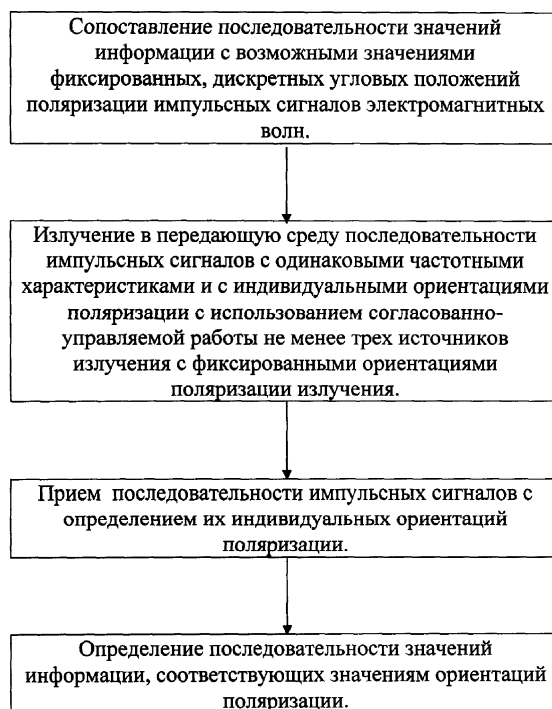 Сопоставление последовательности значений
информации с возможными значениями
фиксированных, дискретных угловых положений
поляризации импульсных сигналов электромагнитных
волн.
Излучение в передающую среду последовательности
импульсных сигналов с одинаковыми частотными
характеристиками и с индивидуальными ориентациями
поляризации с использованием согласованно-
управляемой работы не менее трех источников
излучения с фиксированными ориентациями
поляризации излучения.
Прием последовательности импульсных сигналов с
определением их индивидуальных ориентаций
поляризации.
Определение последовательности значений
информации, соответствующих значениям ориентаций
поляризации.